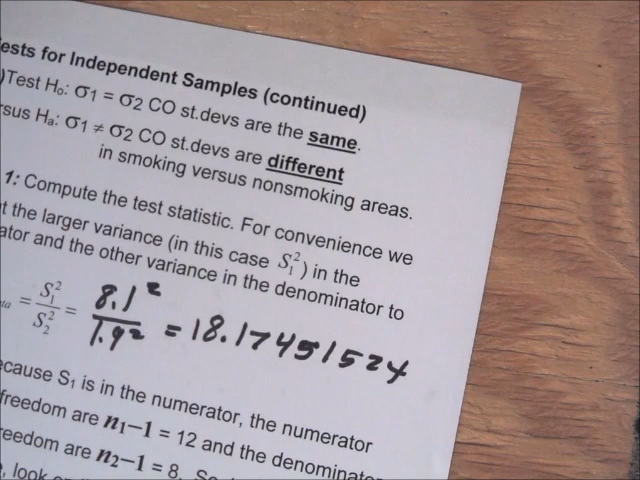 ests for Independent Samples (continued)
)Test H₀: σ1 = σ2 CO st.devs are the same.
sus Hₐ: σ1 ≠ σ2 CO st.devs are different
in smoking versus nonsmoking areas.
1: Compute the test statistic. For convenience we
t the larger variance (in this case S₁²) in the
ator and the other variance in the denominator to
= S₁²/S₂² = 8.1²/1.9² = 18.17451524
ecause S₁ is in the numerator, the numerator
freedom are n₁–1 = 12 and the denominator
eedom are n₂–1 = 8.
, look